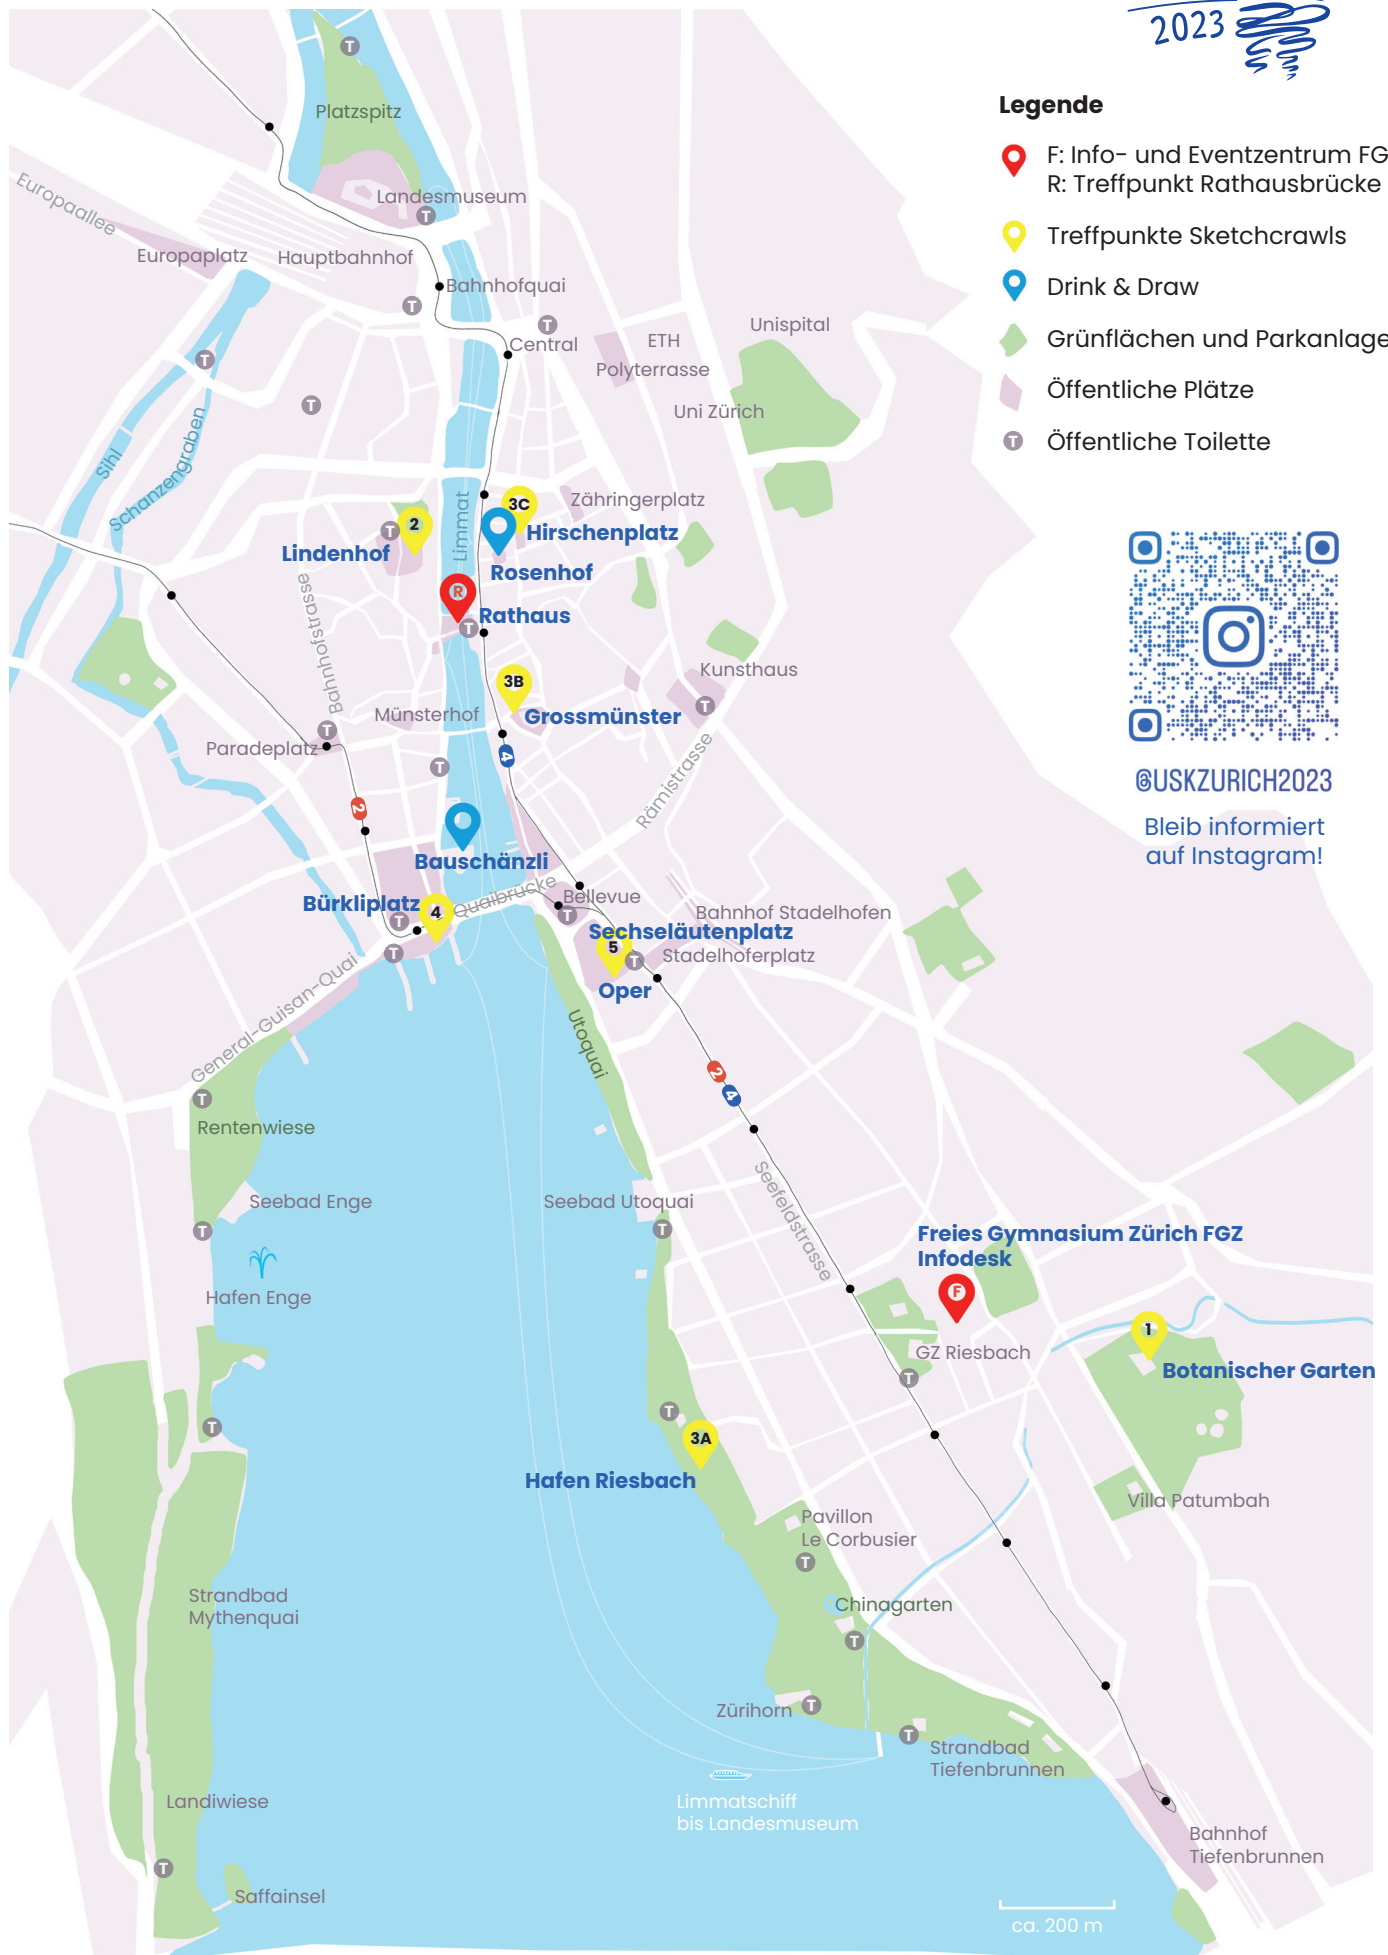 2023
Legende
F: Info- und Eventzentrum FG
R: Treffpunkt Rathausbrücke
Treffpunkte Sketchcrawls
Drink & Draw
Grünflächen und Parkanlage
Öffentliche Plätze
T
Öffentliche Toilette
@USKZURICH2023
Bleib informiert
auf Instagram!
T
Platzspitz
Landesmuseum
T
Europaallee
Europaplatz
Hauptbahnhof
Bahnhofquai
T
T
Central
ETH
Polyterrasse
Unispital
Uni Zürich
T
T
Sihl
Schanzengraben
Limmat
3C
Zähringerplatz
T
2
Hirschenplatz
Lindenhof
Rosenhof
R
Rathaus
T
Bahnhofstrasse
3B
Kunsthaus
T
Münsterhof
Grossmünster
T
Paradeplatz
4
T
Rämistrasse
2
Bauschänzli
Bürkliplatz
4
Quaibrücke
T
Bellevue
T
Bahnhof Stadelhofen
Sechseläutenplatz
5
T
Stadelhoferplatz
T
Oper
General-Guisan-Quai
Utoquai
2
4
T
Rentenwiese
Seefeldstrasse
Seebad Enge
Seebad Utoquai
T
T
Freies Gymnasium Zürich FGZ
Infodesk
F
Hafen Enge
1
GZ Riesbach
Botanischer Garten
T
T
T
3A
Hafen Riesbach
Villa Patumbah
Pavillon
Le Corbusier
T
Strandbad
Mythenquai
Chinagarten
T
Zürihorn
T
T
Strandbad
Tiefenbrunnen
Landiwiese
Limmatschiff
bis Landesmuseum
Bahnhof
Tiefenbrunnen
T
Saffainsel
ca. 200 m